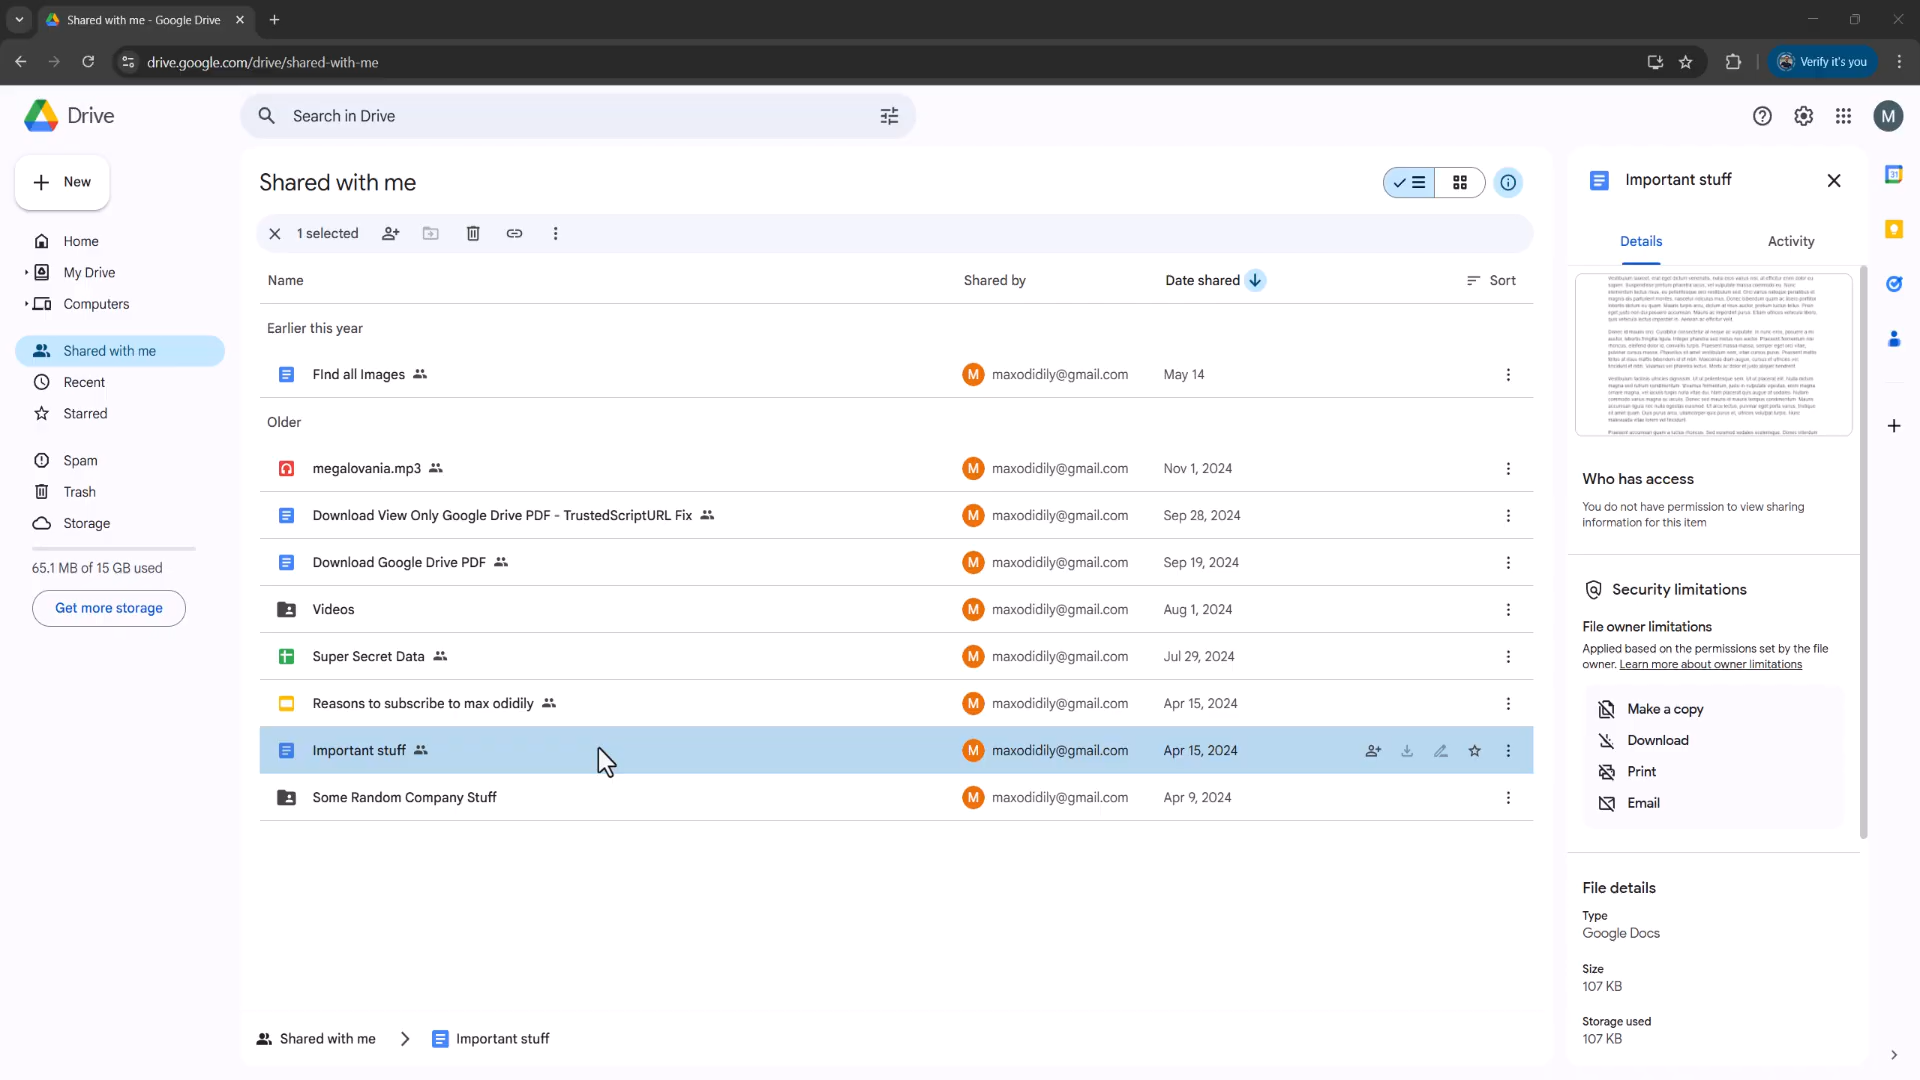 Shared with me - Google Drive
drive.google.com/drive/shared-with-me
Verify it's you
Drive
Search in Drive
M
New
Shared with me
Important stuff
Home
My Drive
Computers
Shared with me
Recent
Starred
Spam
Trash
Storage
65.1 MB of 15 GB used
Get more storage
1 selected
Details
Activity
Name
Shared by
Date shared
Sort
Earlier this year
FInd all Images
M
maxodidily@gmail.com
May 14
Older
megalovania.mp3
M
maxodidily@gmail.com
Nov 1, 2024
Download View Only Google Drive PDF - TrustedScriptURL Fix
M
maxodidily@gmail.com
Sep 28, 2024
Download Google Drive PDF
M
maxodidily@gmail.com
Sep 19, 2024
Videos
M
maxodidily@gmail.com
Aug 1, 2024
Super Secret Data
M
maxodidily@gmail.com
Jul 29, 2024
Reasons to subscribe to max odidily
M
maxodidily@gmail.com
Apr 15, 2024
Important stuff
M
maxodidily@gmail.com
Apr 15, 2024
Some Random Company Stuff
M
maxodidily@gmail.com
Apr 9, 2024
Shared with me
Important stuff
Who has access
You do not have permission to view sharing
information for this item
Security limitations
File owner limitations
Applied based on the permissions set by the file
owner. Learn more about owner limitations
Make a copy
Download
Print
Email
File details
Type
Google Docs
Size
107 KB
Storage used
107 KB
31